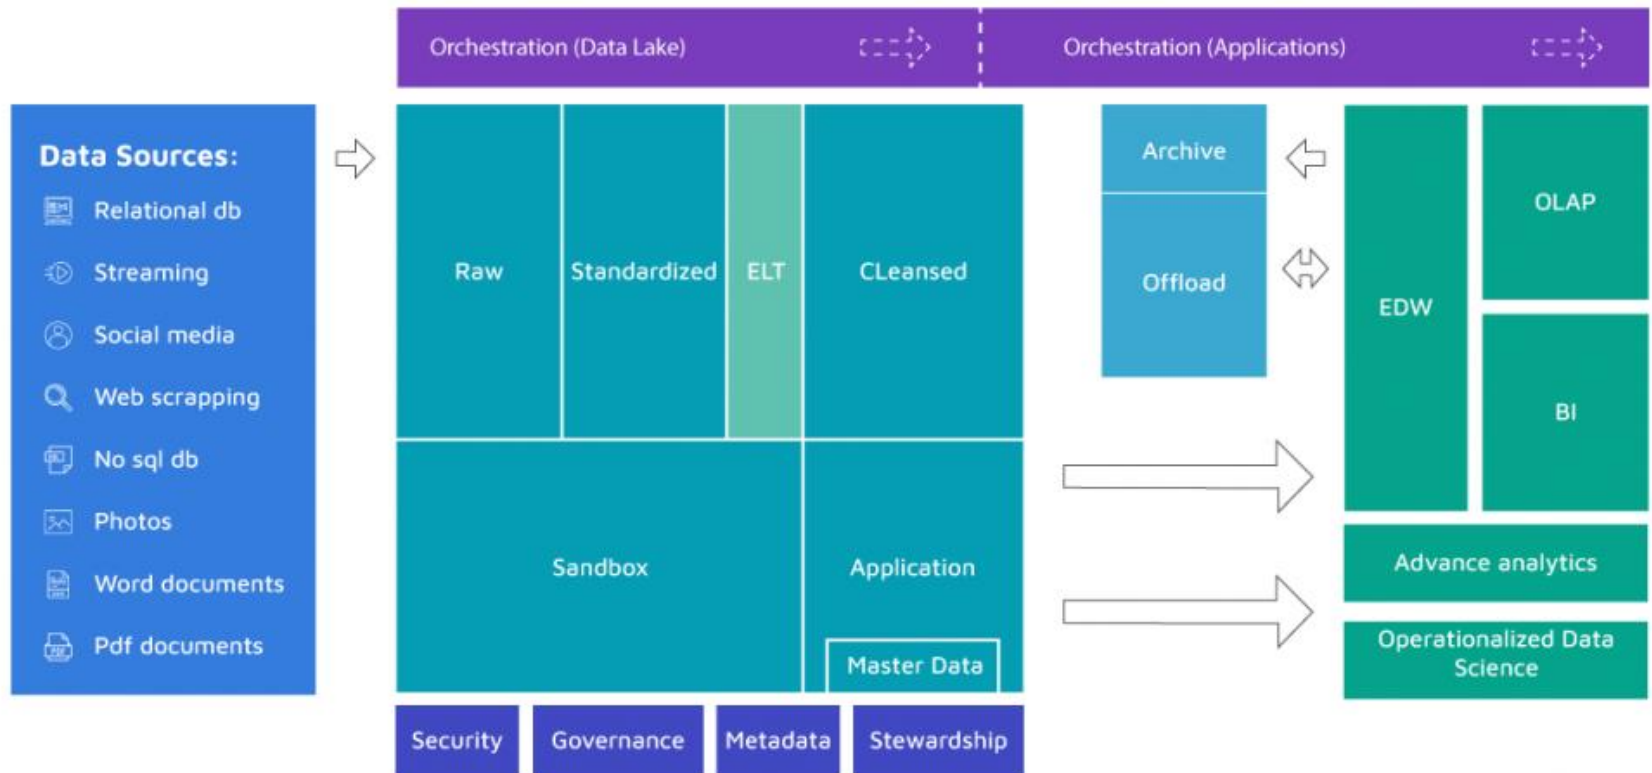 Orchestration (Data Lake)
Orchestration (Applications)
Data Sources:
Relational db
Streaming
Social media
Web scrapping
No sql db
Photos
Word documents
Pdf documents
Raw
Standardized
ELT
CLeansed
Sandbox
Application
Master Data
Security
Governance
Metadata
Stewardship
Archive
Offload
EDW
OLAP
BI
Advance analytics
Operationalized Data
Science